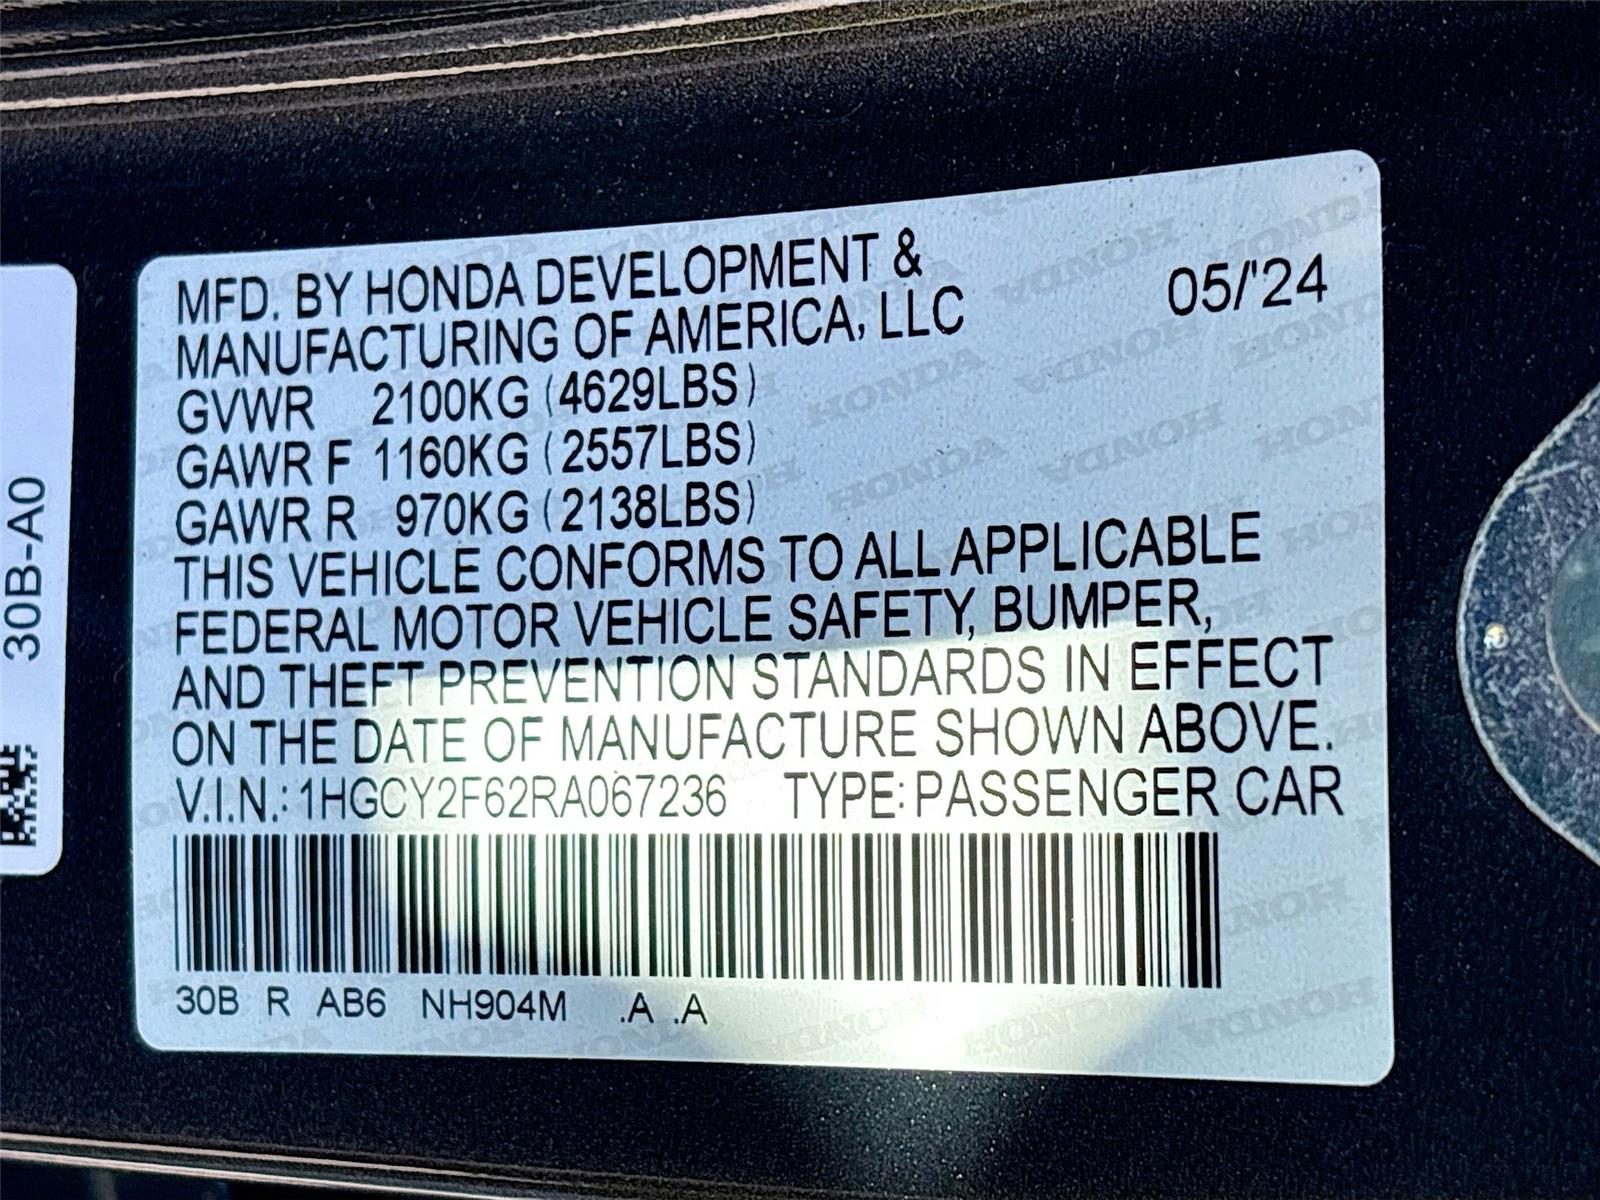 MFD. BY HONDA DEVELOPMENT &
MANUFACTURING OF AMERICA, LLC
05/'24
GVWR 2100KG (4629LBS)
GAWR F 1160KG (2557LBS)
GAWR R 970KG (2138LBS)
THIS VEHICLE CONFORMS TO ALL APPLICABLE
FEDERAL MOTOR VEHICLE SAFETY, BUMPER,
AND THEFT PREVENTION STANDARDS IN EFFECT
ON THE DATE OF MANUFACTURE SHOWN ABOVE.
V.I.N.: 1HGCY2F62RA067236 TYPE: PASSENGER CAR
30B R AB6 NH904M .A .A
30B-A0